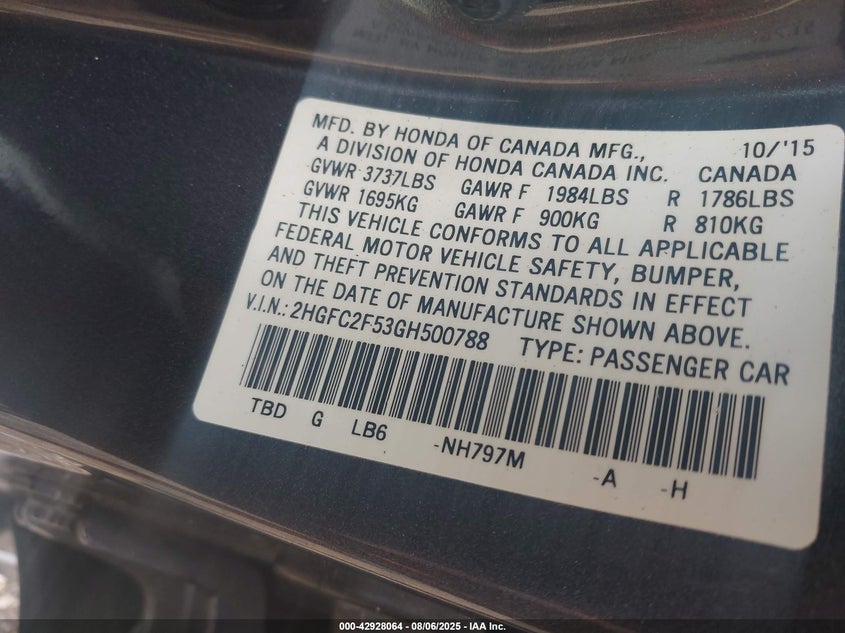 MFD. BY HONDA OF CANADA MFG., 10/'15
A DIVISION OF HONDA CANADA INC. CANADA
GVWR 3737LBS GAWR F 1984LBS R 1786LBS
GVWR 1695KG GAWR F 900KG R 810KG
THIS VEHICLE CONFORMS TO ALL APPLICABLE
FEDERAL MOTOR VEHICLE SAFETY, BUMPER,
AND THEFT PREVENTION STANDARDS IN EFFECT
ON THE DATE OF MANUFACTURE SHOWN ABOVE.
V.I.N.: 2HGFC2F53GH500788 TYPE: PASSENGER CAR
TBD G LB6 -NH797M -A -H
000-42928064 - 08/06/2025 - IAA Inc.